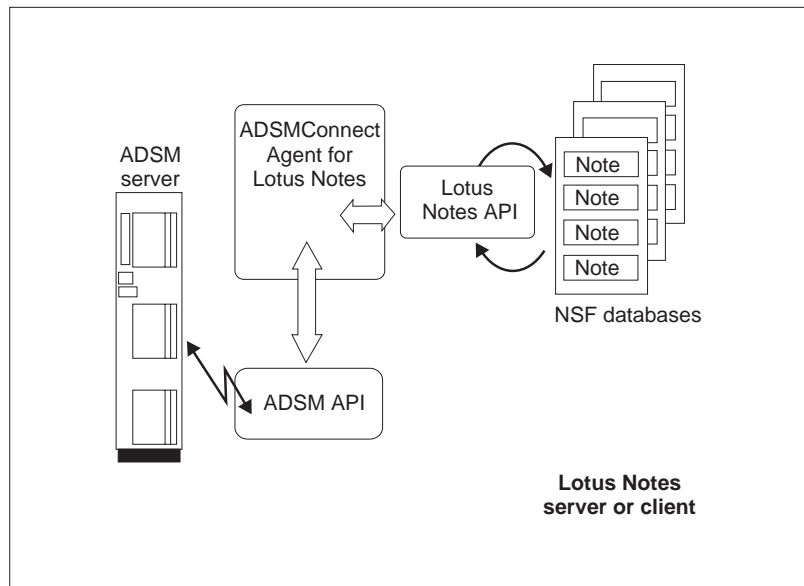 ADSM
server
ADSMConnect
Agent for
Lotus Notes
Lotus
Notes API
Note
Note
Note
Note
NSF databases
ADSM API
Lotus Notes
server or client